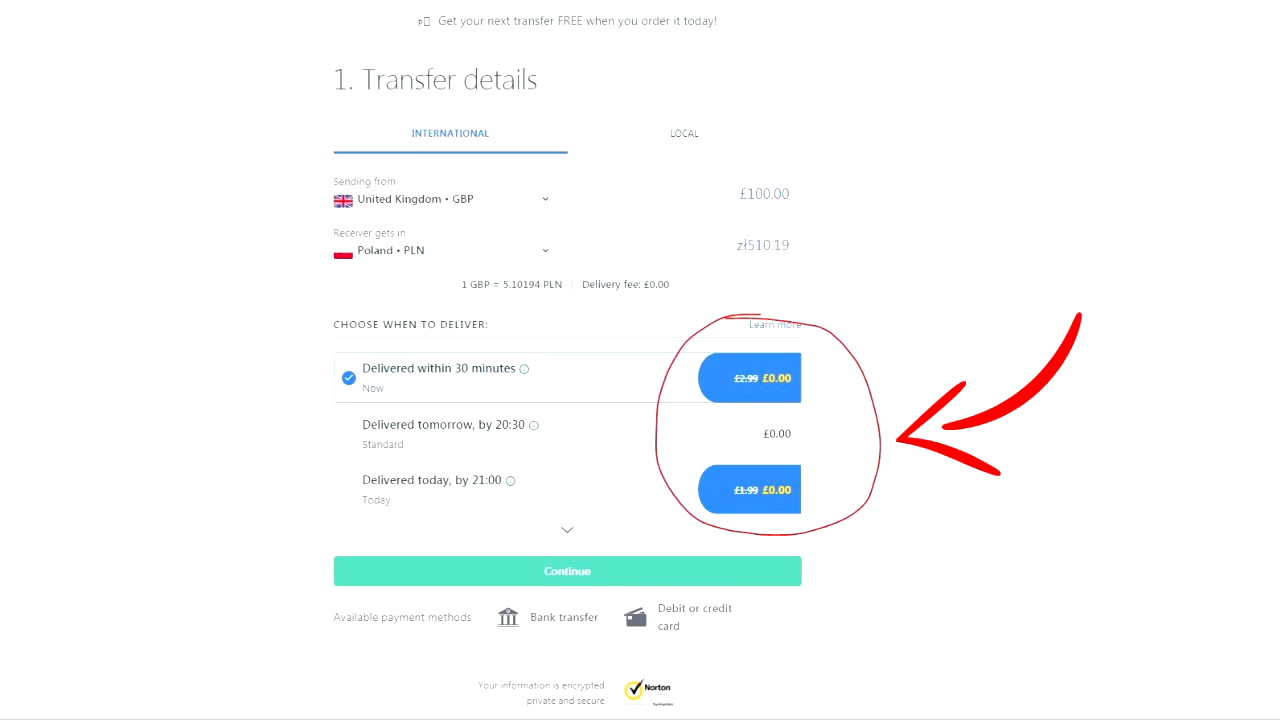 Get your next transfer FREE when you order it today!
1. Transfer details
INTERNATIONAL LOCAL
Sending from
United Kingdom • GBP £100.00
Receiver gets in
Poland • PLN zł510.19
1 GBP = 5.10194 PLN Delivery fee: £0.00
CHOOSE WHEN TO DELIVER: Learn more
Delivered within 30 minutes £2.99 £0.00
Now
Delivered tomorrow, by 20:30 £0.00
Standard
Delivered today, by 21:00 £1.99 £0.00
Today
Continue
Available payment methods Bank transfer Debit or credit
card
Your information is encrypted, Norton
private and secure.